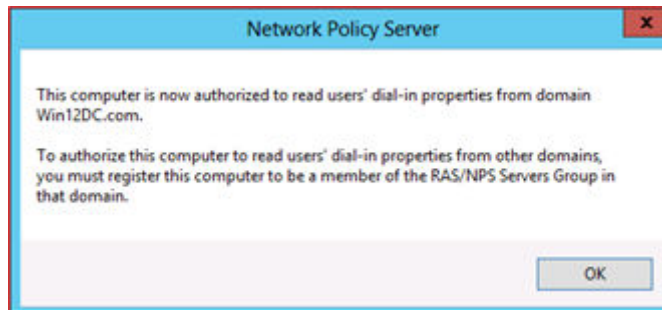 Network Policy Server
x
This computer is now authorized to read users' dial-in properties from domain
Win12DC.com.
To authorize this computer to read users' dial-in properties from other domains,
you must register this computer to be a member of the RAS/NPS Servers Group in
that domain.
OK